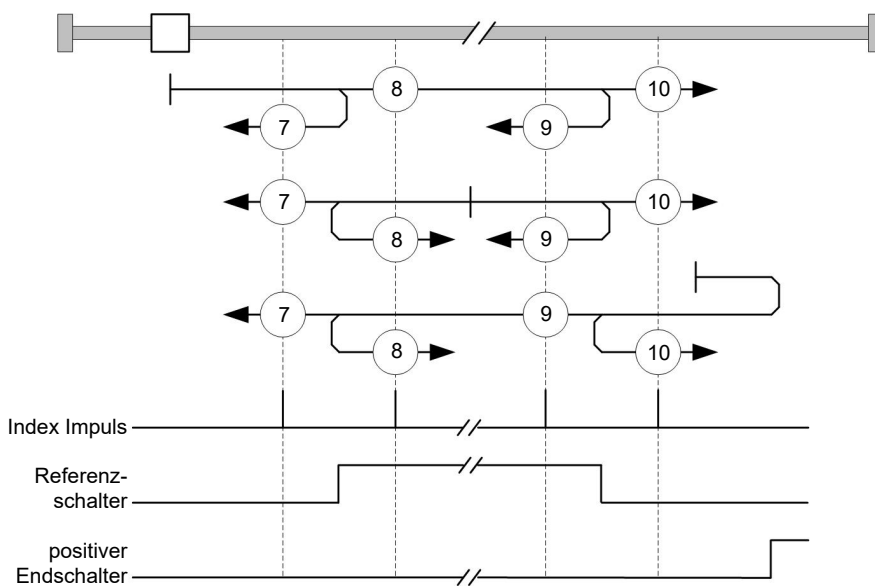 8 10
7 9
7 10
8 9
7 9
8 10
Index Impuls
Referenz-
schalter
positiver
Endschalter